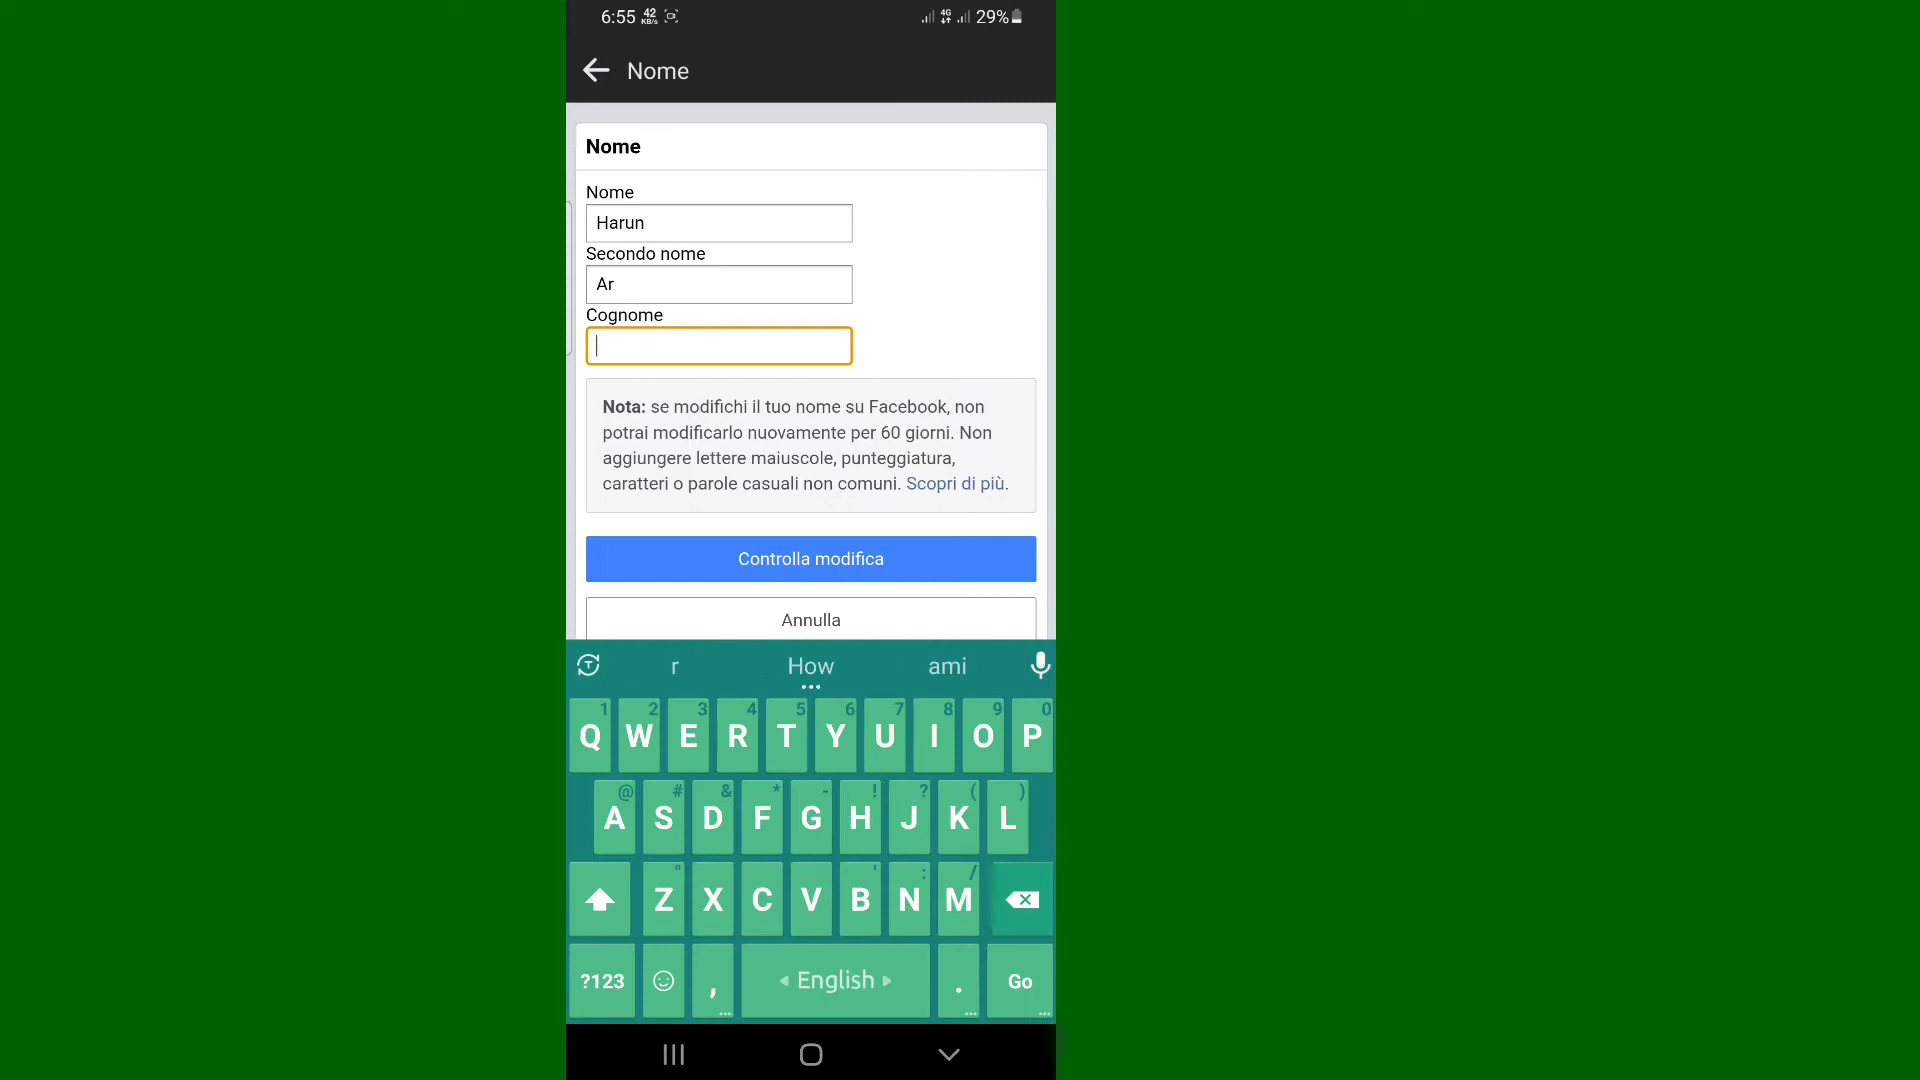 6:55 42 KB/s 4G 29%
Nome
Nome
Nome
Harun
Secondo nome
Ar
Cognome
Nota: se modifichi il tuo nome su Facebook, non
potrai modificarlo nuovamente per 60 giorni. Non
aggiungere lettere maiuscole, punteggiatura,
caratteri o parole casuali non comuni. Scopri di più.
Controlla modifica
Annulla
r How ami
1 2 3 4 5 6 7 8 9 0
Q W E R T Y U I O P
@ # & * - ! ? ( )
A S D F G H J K L
" ' : /
Z X C V B N M
?123 , English . Go